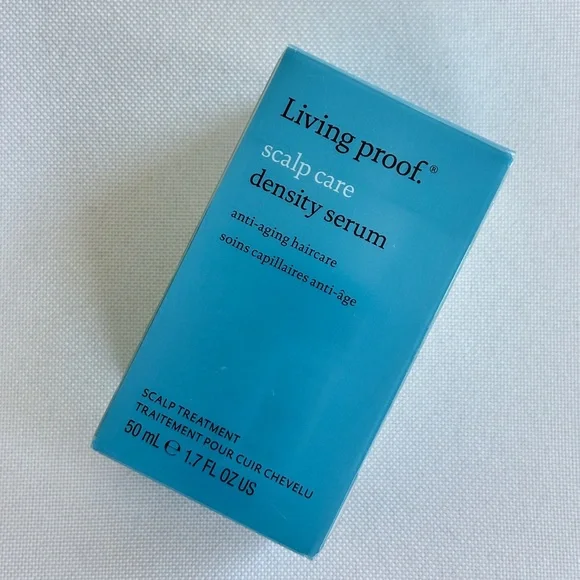 Living proof.®
scalp care
density serum
anti-aging haircare
soins capillaires anti-âge
SCALP TREATMENT
TRAITEMENT POUR CUIR CHEVELU
50 mL ℮ 1.7 FL OZ US